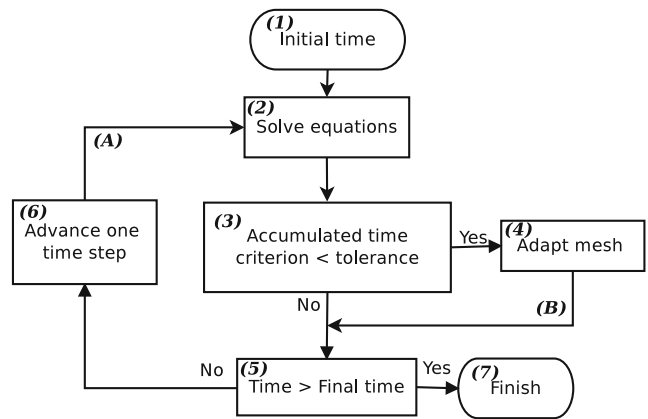 (1)
Initial time
(2)
Solve equations
(A)
(6)
Advance one
time step
(3)
Accumulated time
criterion < tolerance
Yes
(4)
Adapt mesh
No
(B)
(5)
Time > Final time
No
Yes
(7)
Finish